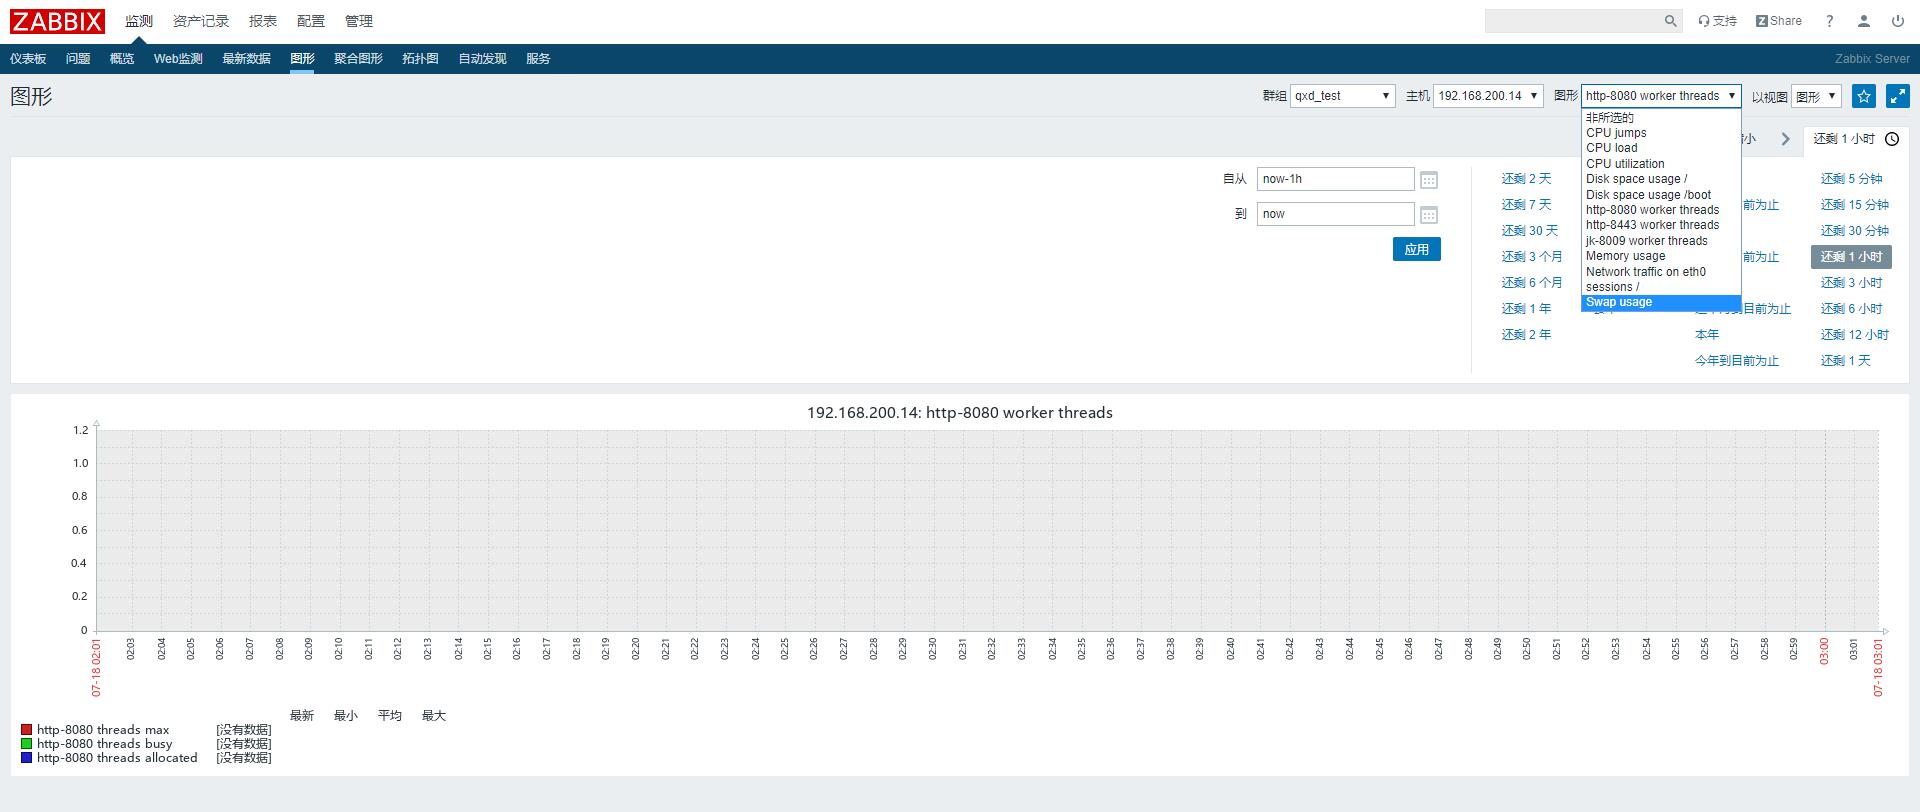 ZABBIX 监测 资产记录 报表 配置 管理 支持 Z Share ?
仪表板 问题 概览 Web监测 最新数据 图形 聚合图形 拓扑图 自动发现 服务 Zabbix Server
图形 群组 qxd_test 主机 192.168.200.14 图形 http-8080 worker threads 以视图 图形
非所选的
CPU jumps
CPU load
CPU utilization
Disk space usage /
Disk space usage /boot
http-8080 worker threads
http-8443 worker threads
jk-8009 worker threads
Memory usage
Network traffic on eth0
sessions /
Swap usage
小 还剩 1 小时
自从 now-1h
到 now
应用
还剩 2 天 还剩 5 分钟
还剩 7 天 前为止 还剩 15 分钟
还剩 30 天 还剩 30 分钟
还剩 3 个月 前为止 还剩 1 小时
还剩 6 个月 还剩 3 小时
还剩 1 年 到目前为止 还剩 6 小时
还剩 2 年 本年 还剩 12 小时
今年到目前为止 还剩 1 天
192.168.200.14: http-8080 worker threads
1.2
1.0
0.8
0.6
0.4
0.2
0
07-18 02:01 02:03 02:04 02:05 02:06 02:07 02:08 02:09 02:10 02:11 02:12 02:13 02:14 02:15 02:16 02:17 02:18 02:19 02:20 02:21 02:22 02:23 02:24 02:25 02:26 02:27 02:28 02:29 02:30 02:31 02:32 02:33 02:34 02:35 02:36 02:37 02:38 02:39 02:40 02:41 02:42 02:43 02:44 02:45 02:46 02:47 02:48 02:49 02:50 02:51 02:52 02:53 02:54 02:55 02:56 02:57 02:58 02:59 03:00 03:01 07-18 03:01
最新 最小 平均 最大
http-8080 threads max [没有数据]
http-8080 threads busy [没有数据]
http-8080 threads allocated [没有数据]